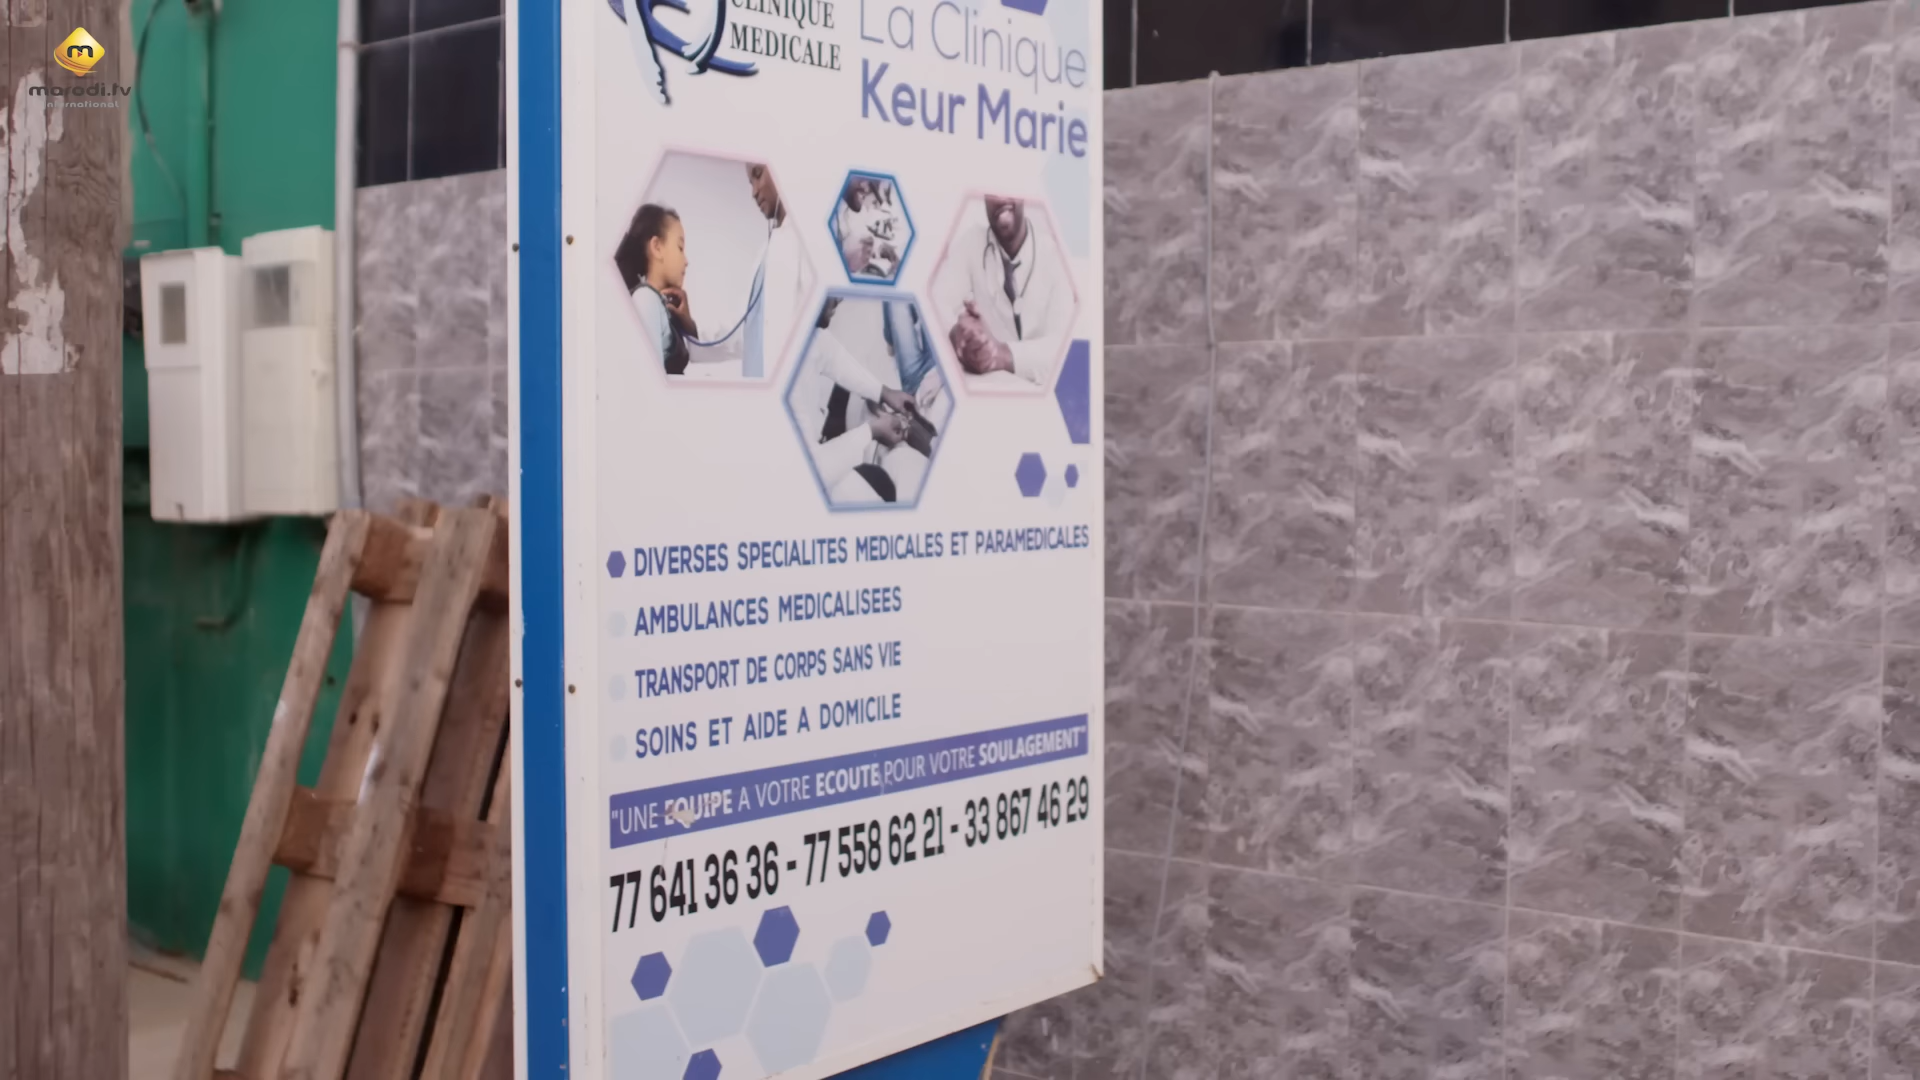 marodi.tv
international
CLINIQUE
MEDICALE
La Clinique
Keur Marie
DIVERSES SPECIALITES MEDICALES ET PARAMEDICALES
AMBULANCES MEDICALISEES
TRANSPORT DE CORPS SANS VIE
SOINS ET AIDE A DOMICILE
"UNE EQUIPE A VOTRE ECOUTE POUR VOTRE SOULAGEMENT"
77 641 36 36 - 77 558 62 21 - 33 867 46 29